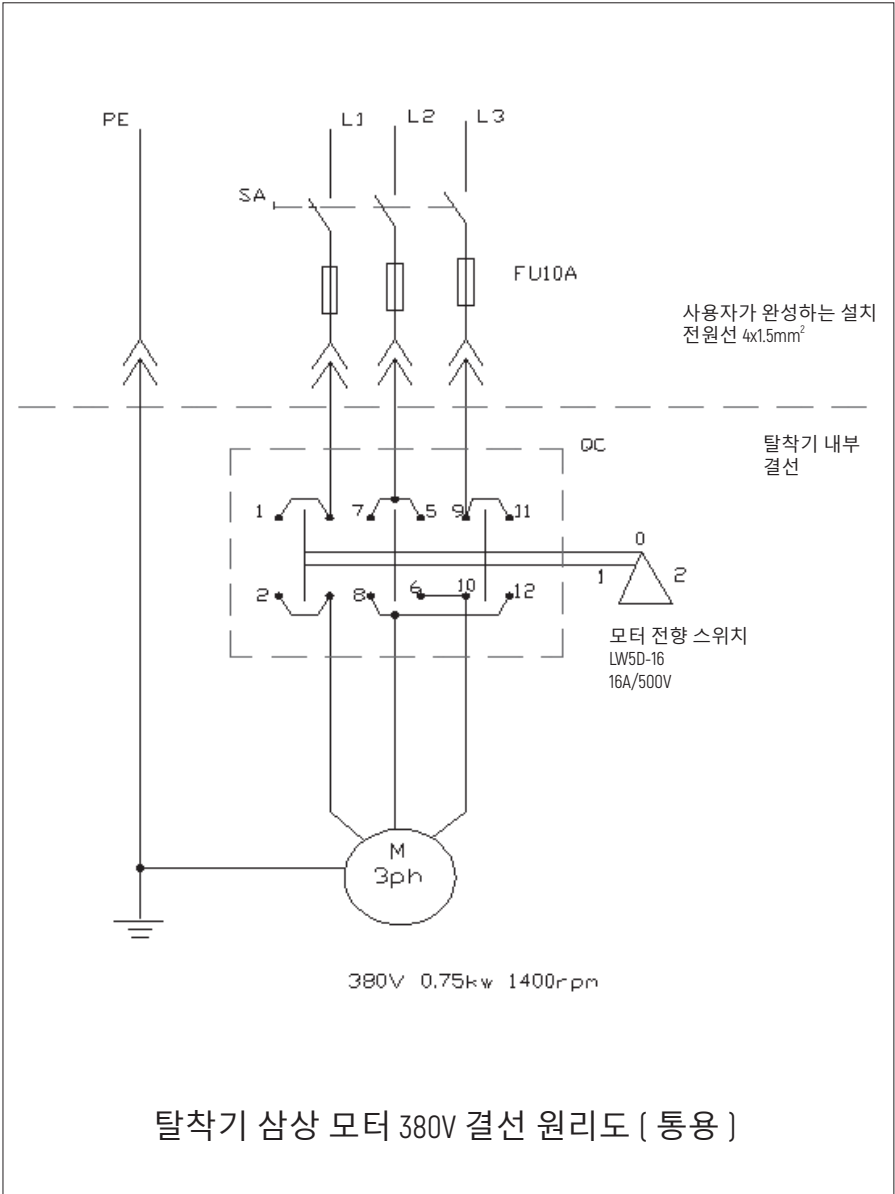 PE
L1
L2
L3
SA
FU10A
사용자가 완성하는 설치
전원선 4x1.5mm²
QC
탈착기 내부
결선
1
7
5
9
11
0
1
2
2
8
6
10
12
모터 전향 스위치
LW5D-16
16A/500V
M
3ph
380V 0.75kw 1400rpm
탈착기 삼상 모터 380V 결선 원리도 ( 통용 )